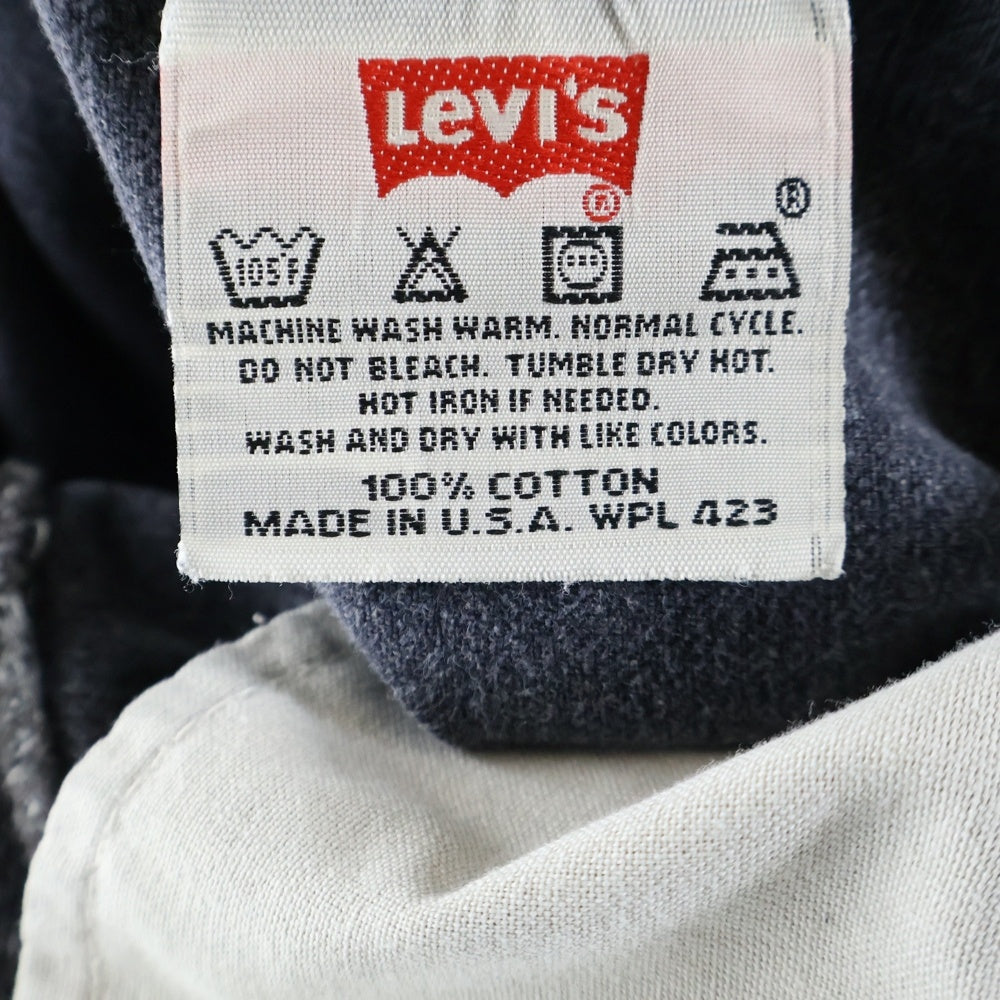 LEVI'S
®
®
105F
MACHINE WASH WARM. NORMAL CYCLE.
DO NOT BLEACH. TUMBLE DRY HOT.
HOT IRON IF NEEDED.
WASH AND DRY WITH LIKE COLORS.
100% COTTON
MADE IN U.S.A. WPL 423